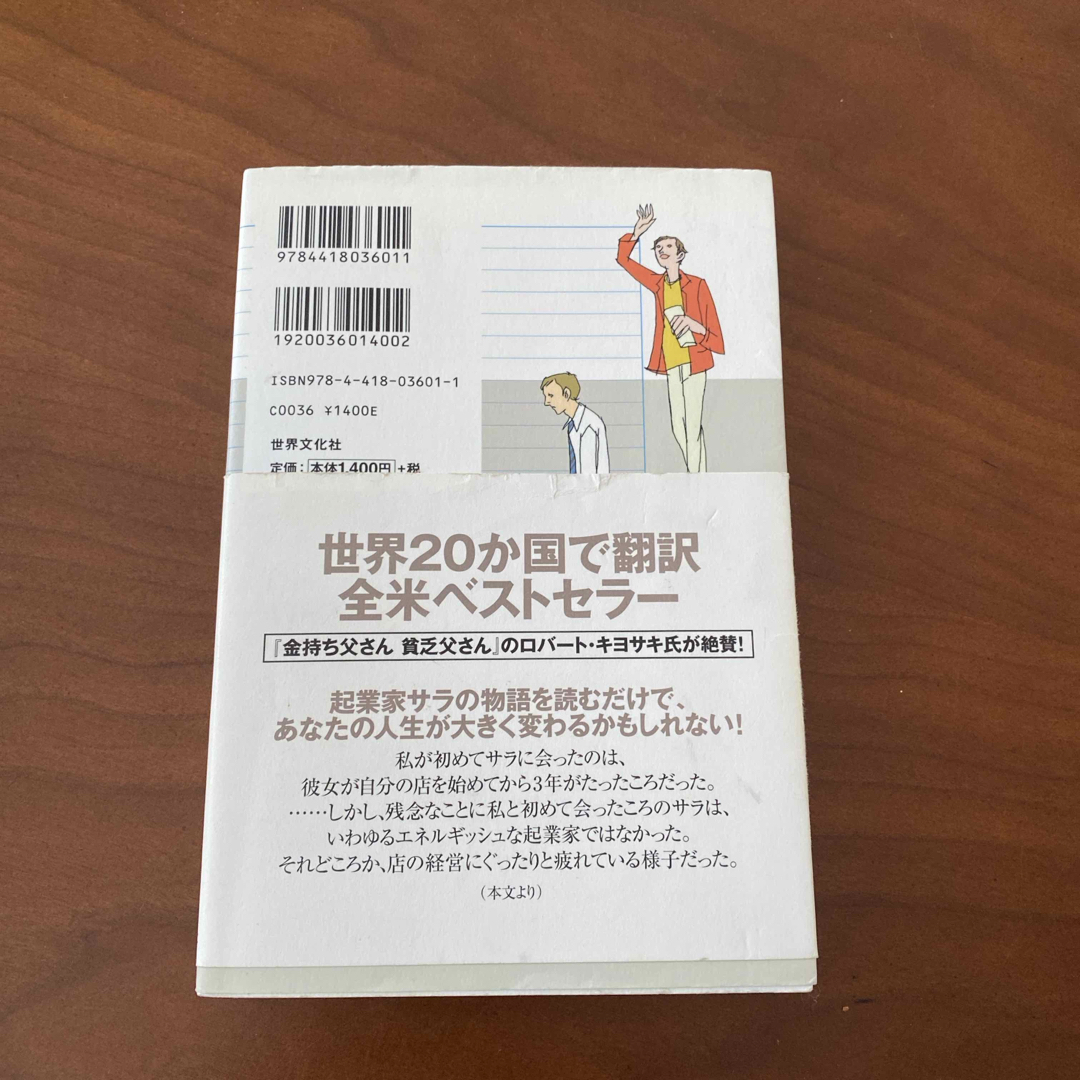 9784418036011
1920036014002
ISBN978-4-418-03601-1
C0036 ¥1400E
世界文化社
定価：本体1,400円+税
世界20か国で翻訳
全米ベストセラー
『金持ち父さん 貧乏父さん』のロバート・キヨサキ氏が絶賛！
起業家サラの物語を読むだけで、
あなたの人生が大きく変わるかもしれない！
私が初めてサラに会ったのは、
彼女が自分の店を始めてから3年がたったころだった。
……しかし、残念なことに私と初めて会ったころのサラは、
いわゆるエネルギッシュな起業家ではなかった。
それどころか、店の経営にぐったりと疲れている様子だった。
（本文より）